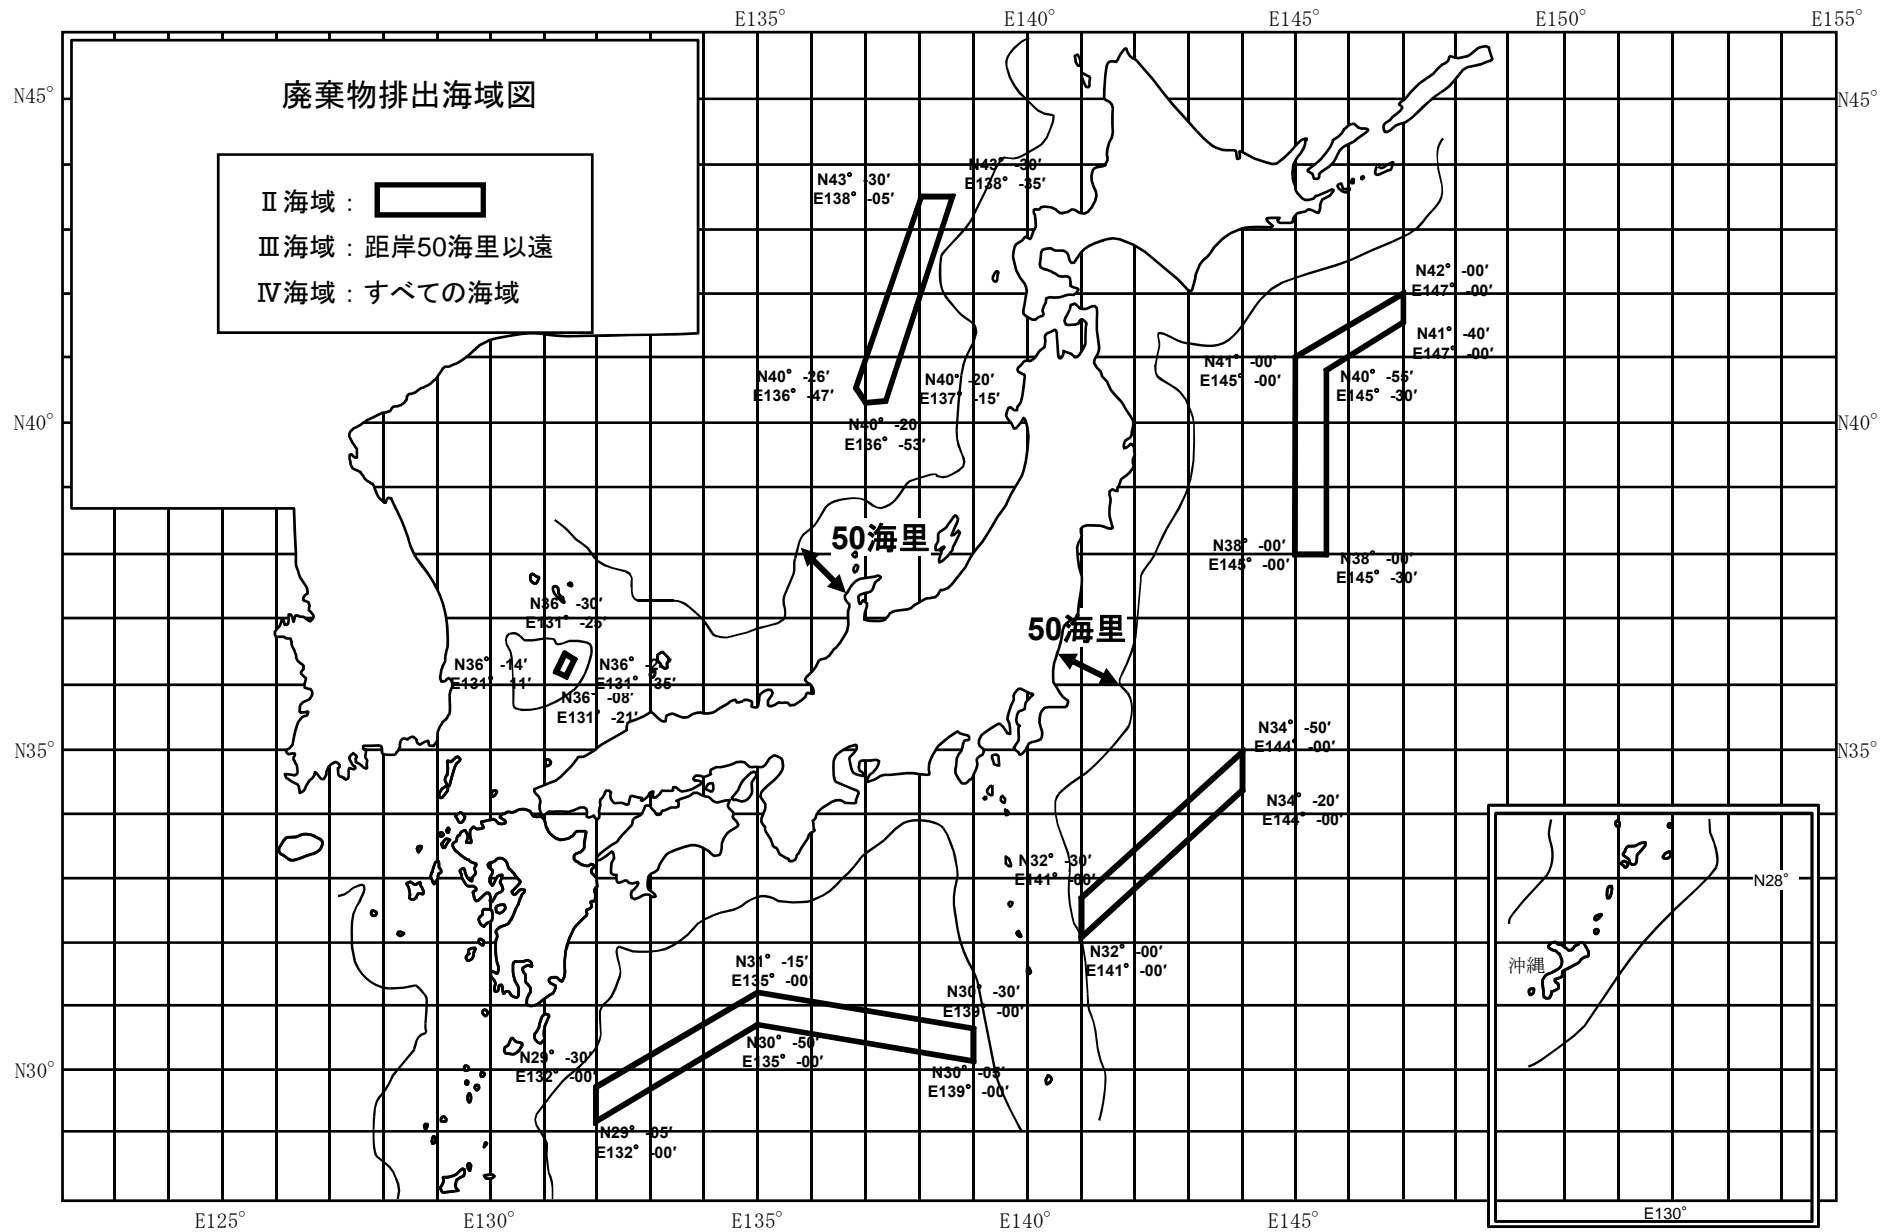 E135°
E140°
E145°
E150°
E155°
N45°
N45°
廃棄物排出海域図
Ⅱ海域：
Ⅲ海域：距岸50海里以遠
Ⅳ海域：すべての海域
N43° -30′
E138° -05′
N43° -30′
E138° -35′
N42° -00′
E147° -00′
N41° -40′
E147° -00′
N41° -00′
E145° -00′
N40° -55′
E145° -30′
N40° -26′
E136° -47′
N40° -20′
E137° -15′
N40° -20′
E136° -53′
N40°
N40°
50海里
N38° -00′
E145° -00′
N38° -00′
E145° -30′
N36° -30′
E131° -25′
50海里
N36° -14′
E131° -11′
N36° -2
E131° -35′
N36° -08′
E131° -21′
N35°
N35°
N34° -50′
E144° -00′
N34° -20′
E144° -00′
N32° -30′
E141° -00′
N32° -00′
E141° -00′
N28°
沖縄
N31° -15′
E135° -00′
N30° -30′
E139° -00′
N30° -50′
E135° -00′
N29° -30′
E132° -00′
N30° -05′
E139° -00′
N30°
N30°
N29° -05′
E132° -00′
E125°
E130°
E135°
E140°
E145°
E130°